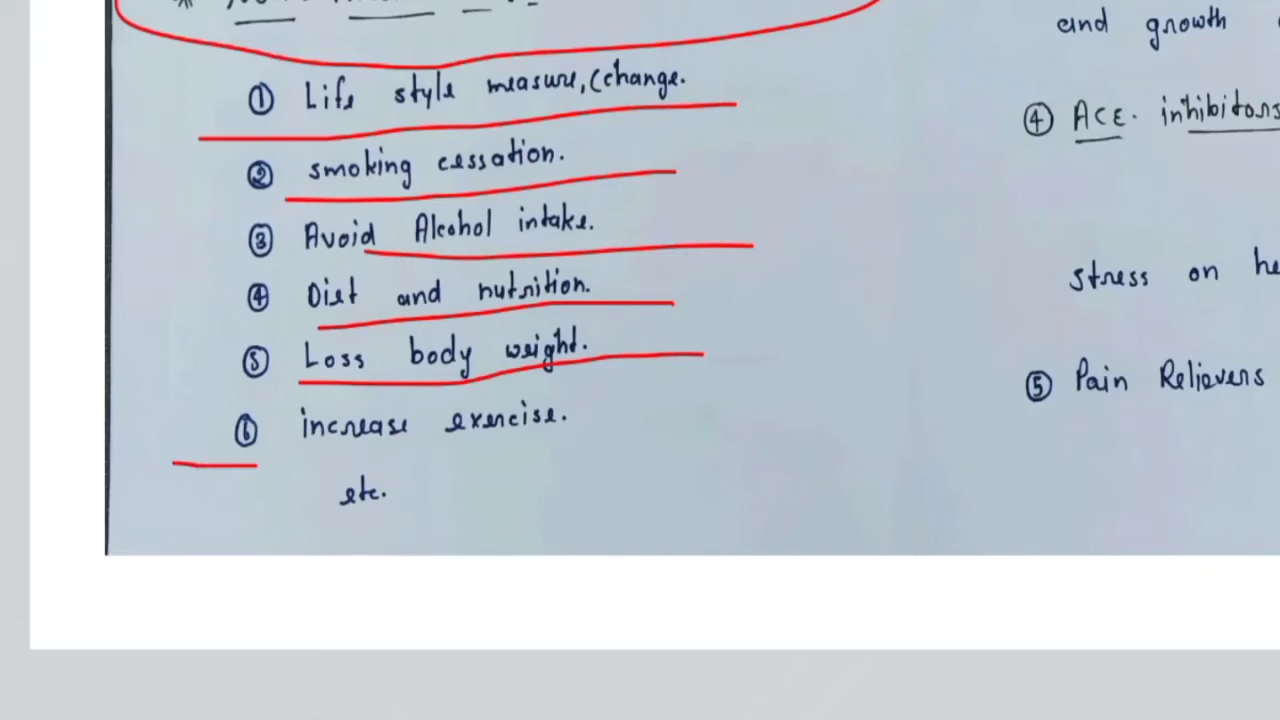 ① Life style measure, (change.
② smoking cessation.
③ Avoid Alcohol intake.
④ Diet and nutrition.
⑤ Loss body weight.
⑥ increase exercise.
etc.
and growth
④ ACE. inhibitors
stress on he
⑤ Pain Relievers